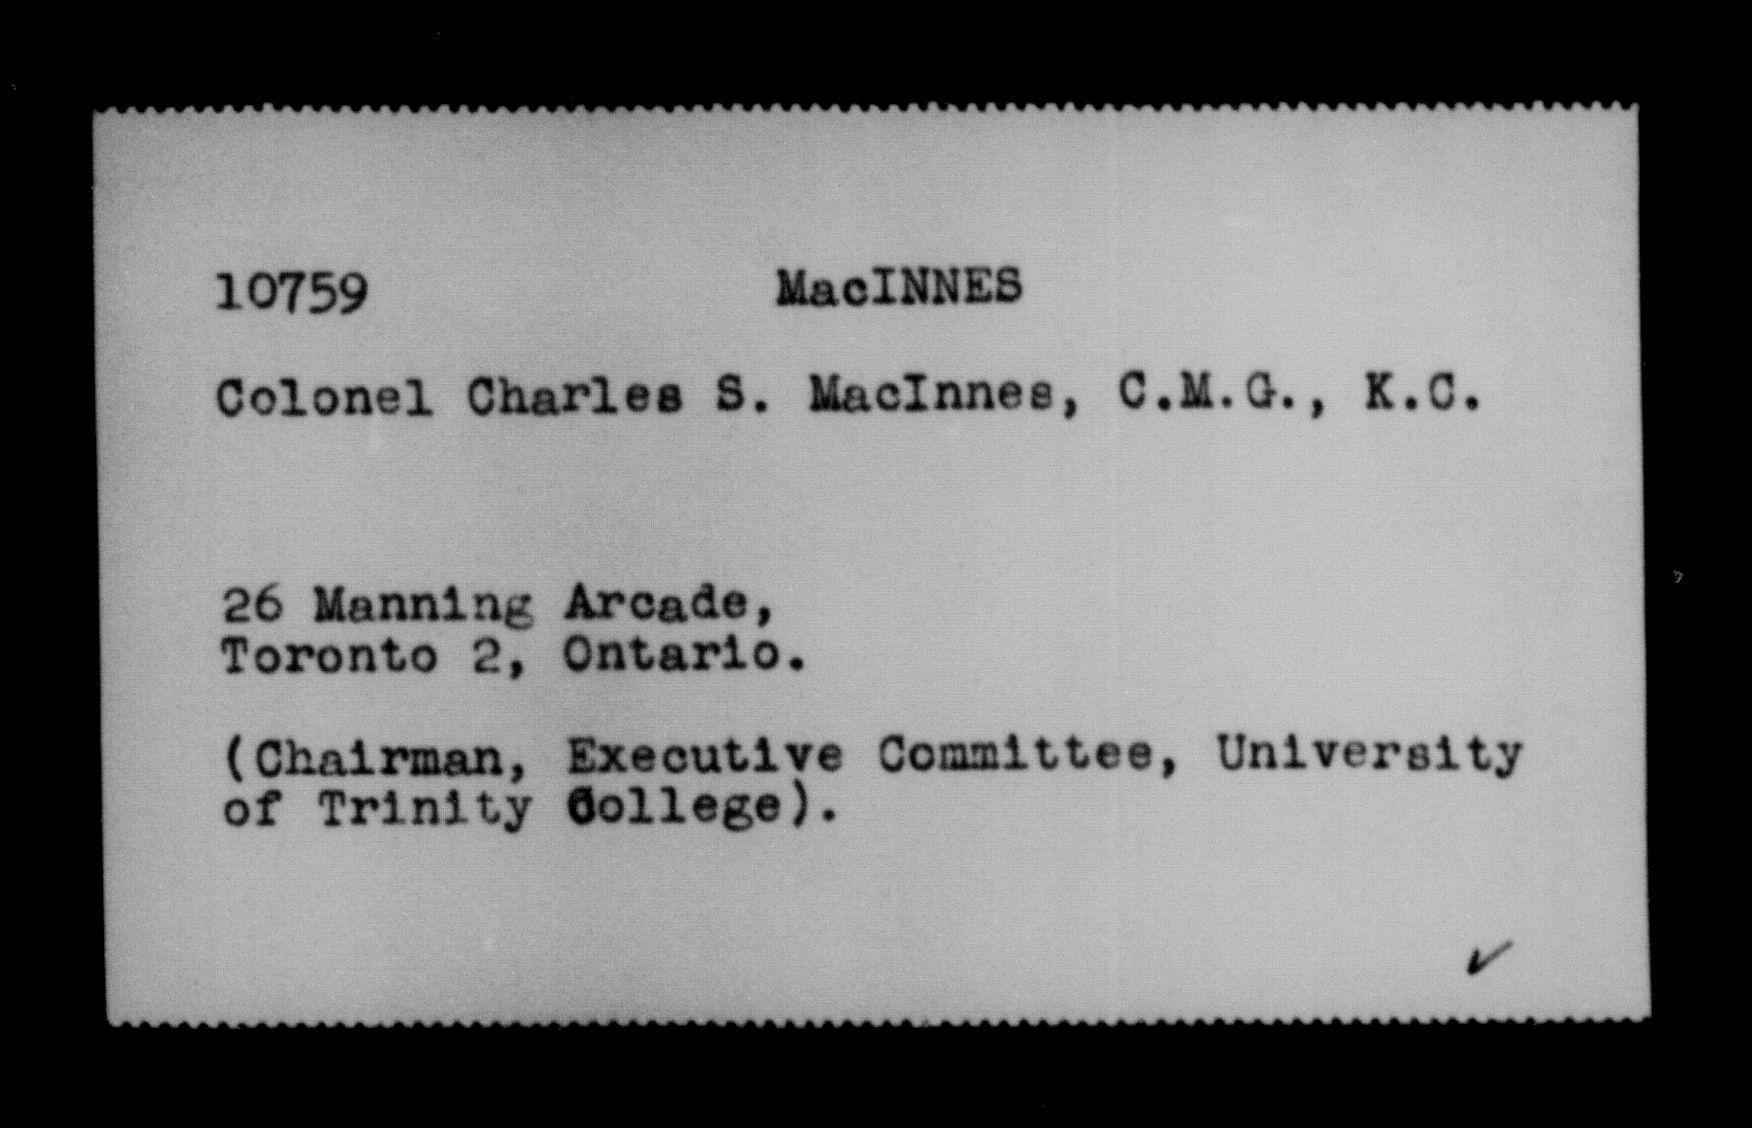 10759 MacINNES
Colonel Charles S. MacInnes, C.M.G., K.C.
26 Manning Arcade,
Toronto 2, Ontario.
(Chairman, Executive Committee, University
of Trinity College).